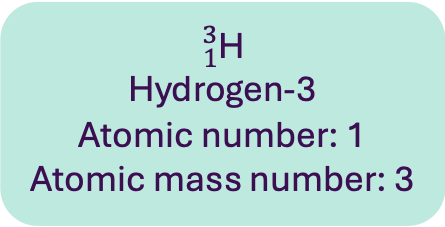 ³₁H
Hydrogen-3
Atomic number: 1
Atomic mass number: 3